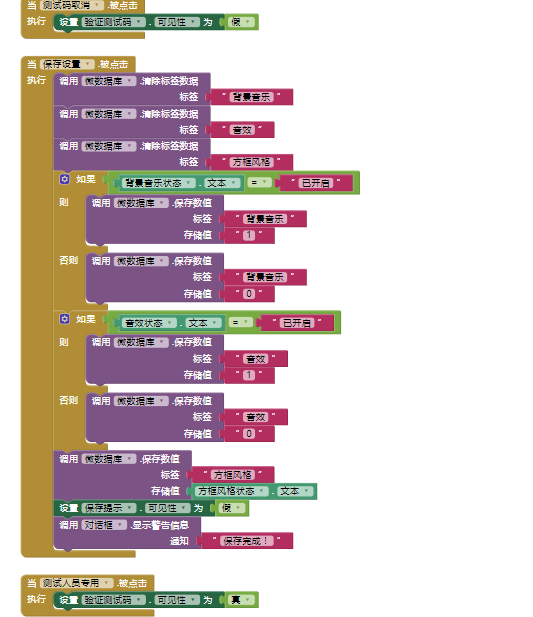 当 测试码取消 .被点击
执行 设置 验证测试码 . 可见性 为 假
当 保存设置 .被点击
执行 调用 微数据库 .清除标签数据
标签 " 背景音乐 "
调用 微数据库 .清除标签数据
标签 " 音效 "
调用 微数据库 .清除标签数据
标签 " 方框风格 "
如果 背景音乐状态 . 文本 = " 已开启 "
则 调用 微数据库 .保存数值
标签 " 背景音乐 "
存储值 " 1 "
否则 调用 微数据库 .保存数值
标签 " 背景音乐 "
存储值 " 0 "
如果 音效状态 . 文本 = " 已开启 "
则 调用 微数据库 .保存数值
标签 " 音效 "
存储值 " 1 "
否则 调用 微数据库 .保存数值
标签 " 音效 "
存储值 " 0 "
调用 微数据库 .保存数值
标签 " 方框风格 "
存储值 方框风格状态 . 文本
设置 保存提示 . 可见性 为 假
调用 对话框 .显示警告信息
通知 " 保存完成！ "
当 测试人员专用 .被点击
执行 设置 验证测试码 . 可见性 为 真